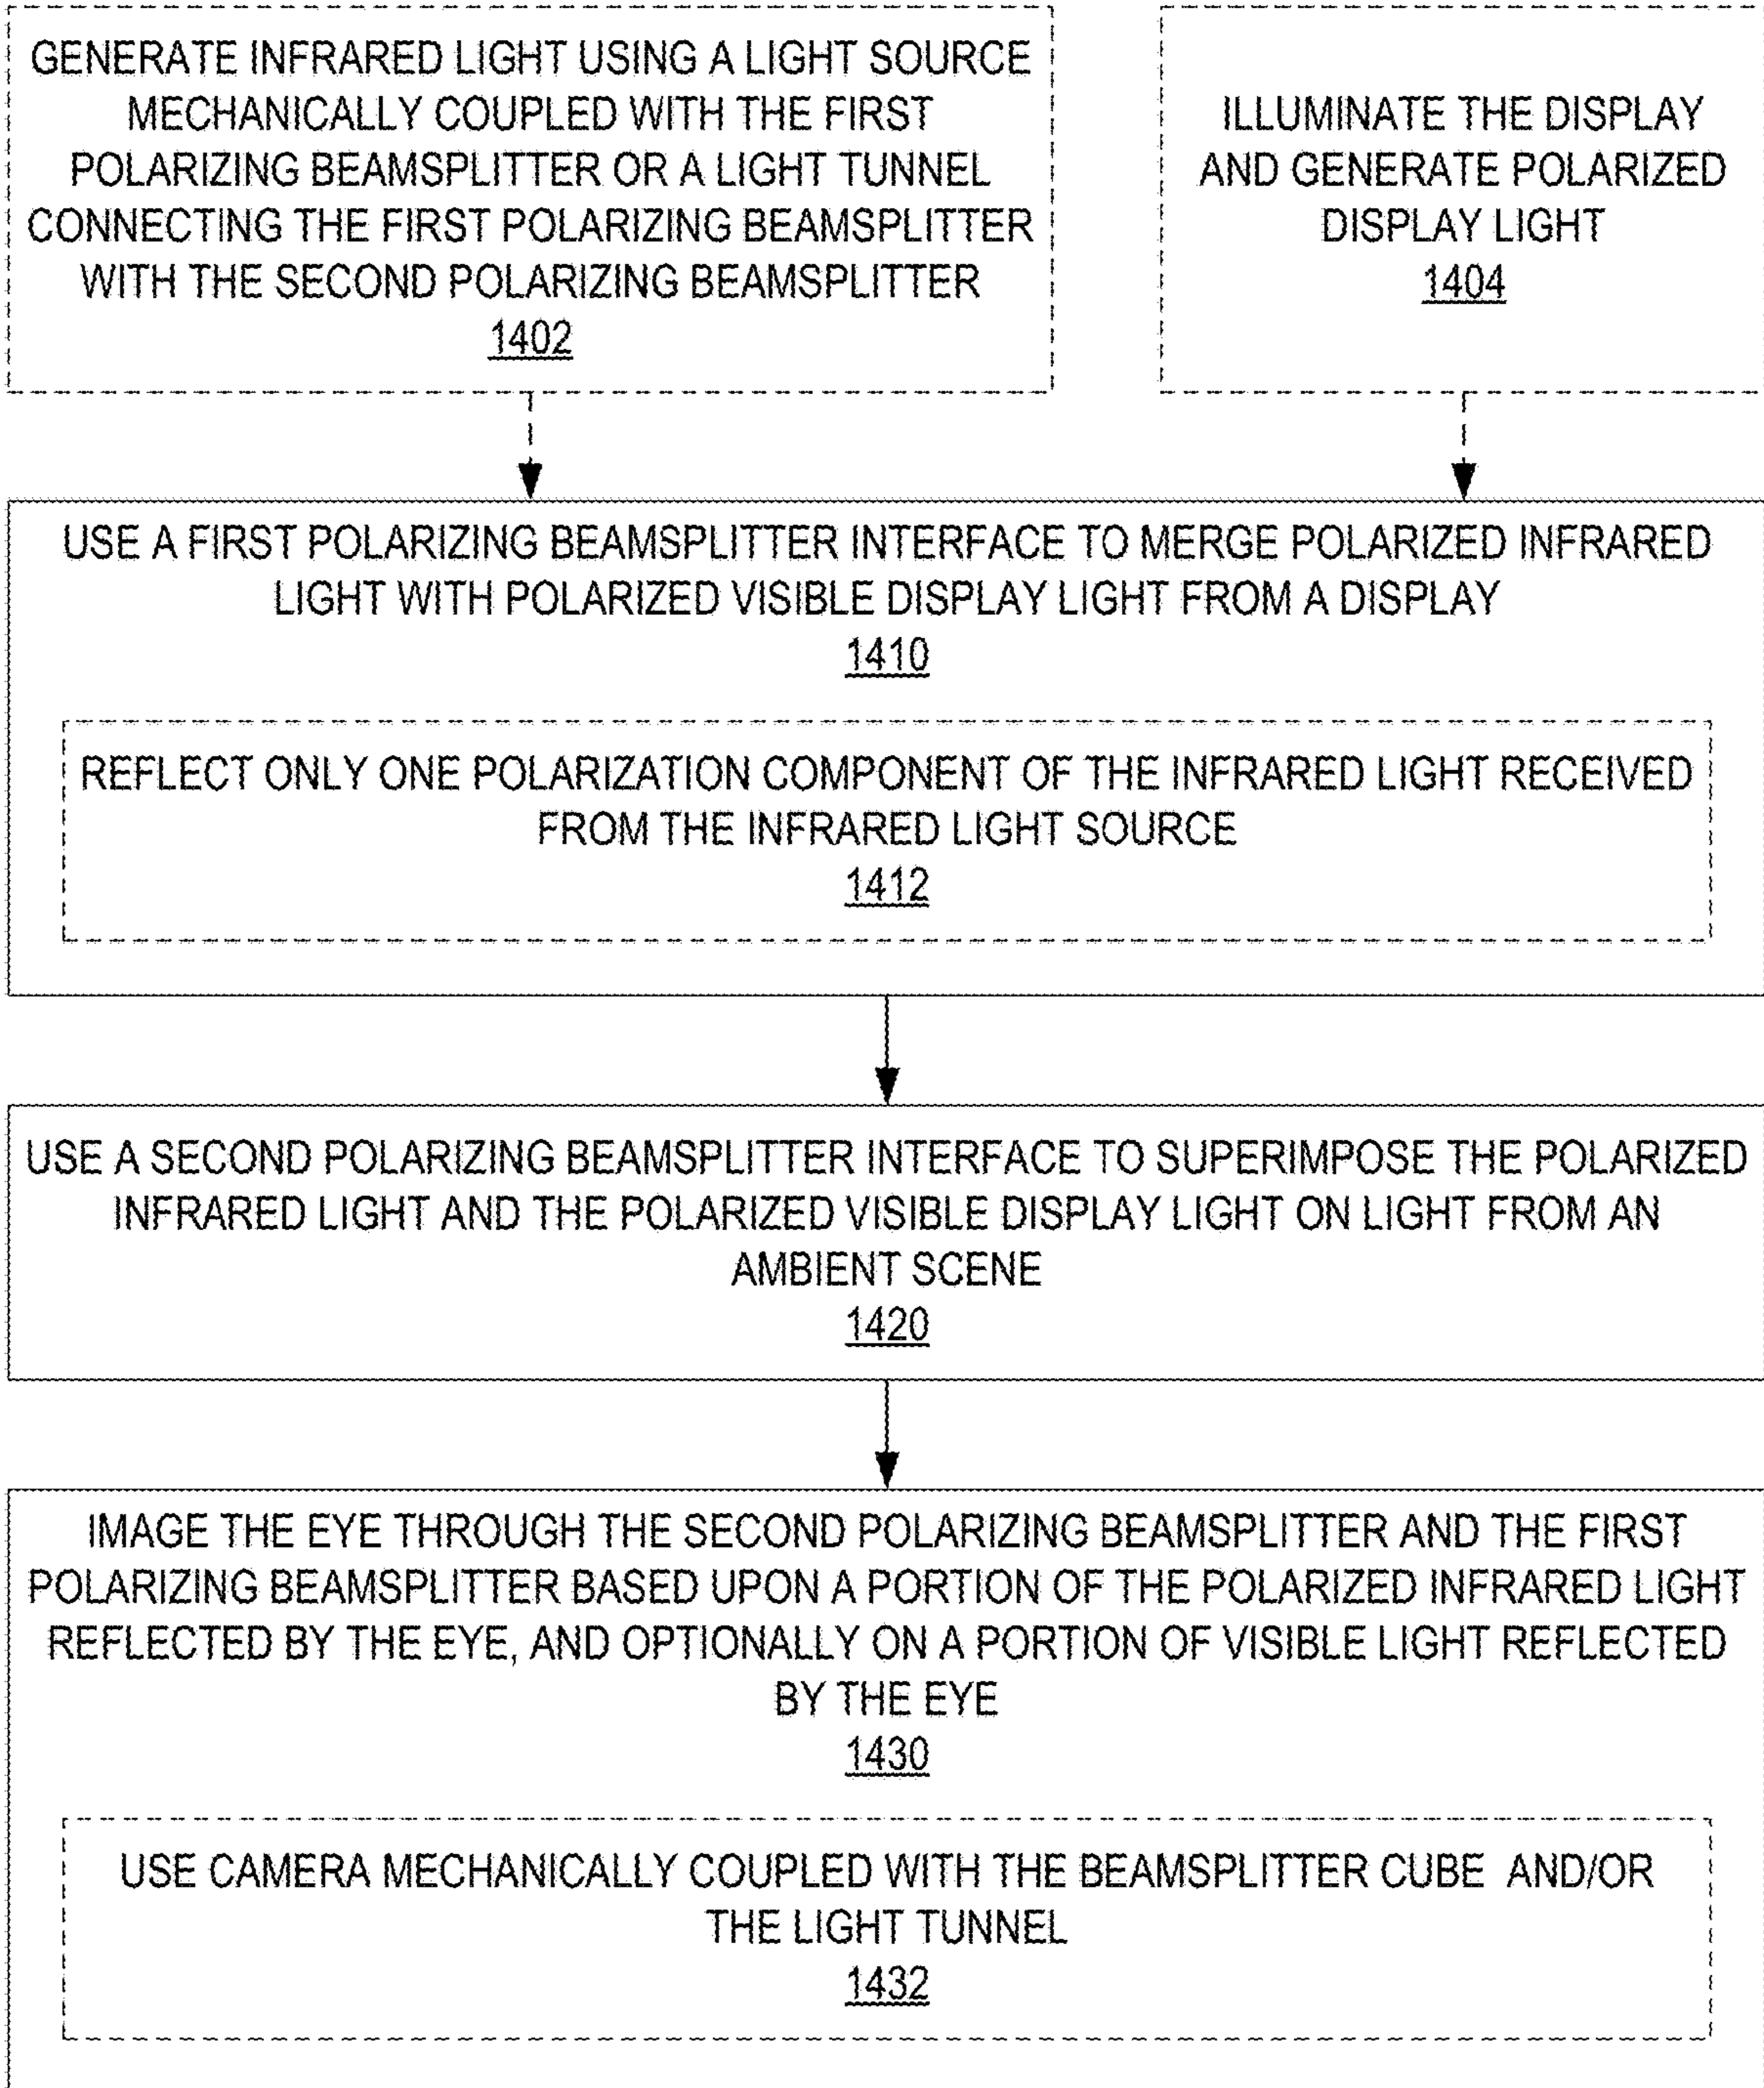 GENERATE INFRARED LIGHT USING A LIGHT SOURCE
MECHANICALLY COUPLED WITH THE FIRST
POLARIZING BEAMSPLITTER OR A LIGHT TUNNEL
CONNECTING THE FIRST POLARIZING BEAMSPLITTER
WITH THE SECOND POLARIZING BEAMSPLITTER
1402
ILLUMINATE THE DISPLAY
AND GENERATE POLARIZED
DISPLAY LIGHT
1404
USE A FIRST POLARIZING BEAMSPLITTER INTERFACE TO MERGE POLARIZED INFRARED
LIGHT WITH POLARIZED VISIBLE DISPLAY LIGHT FROM A DISPLAY
1410
REFLECT ONLY ONE POLARIZATION COMPONENT OF THE INFRARED LIGHT RECEIVED
FROM THE INFRARED LIGHT SOURCE
1412
USE A SECOND POLARIZING BEAMSPLITTER INTERFACE TO SUPERIMPOSE THE POLARIZED
INFRARED LIGHT AND THE POLARIZED VISIBLE DISPLAY LIGHT ON LIGHT FROM AN
AMBIENT SCENE
1420
IMAGE THE EYE THROUGH THE SECOND POLARIZING BEAMSPLITTER AND THE FIRST
POLARIZING BEAMSPLITTER BASED UPON A PORTION OF THE POLARIZED INFRARED LIGHT
REFLECTED BY THE EYE, AND OPTIONALLY ON A PORTION OF VISIBLE LIGHT REFLECTED
BY THE EYE
1430
USE CAMERA MECHANICALLY COUPLED WITH THE BEAMSPLITTER CUBE AND/OR
THE LIGHT TUNNEL
1432